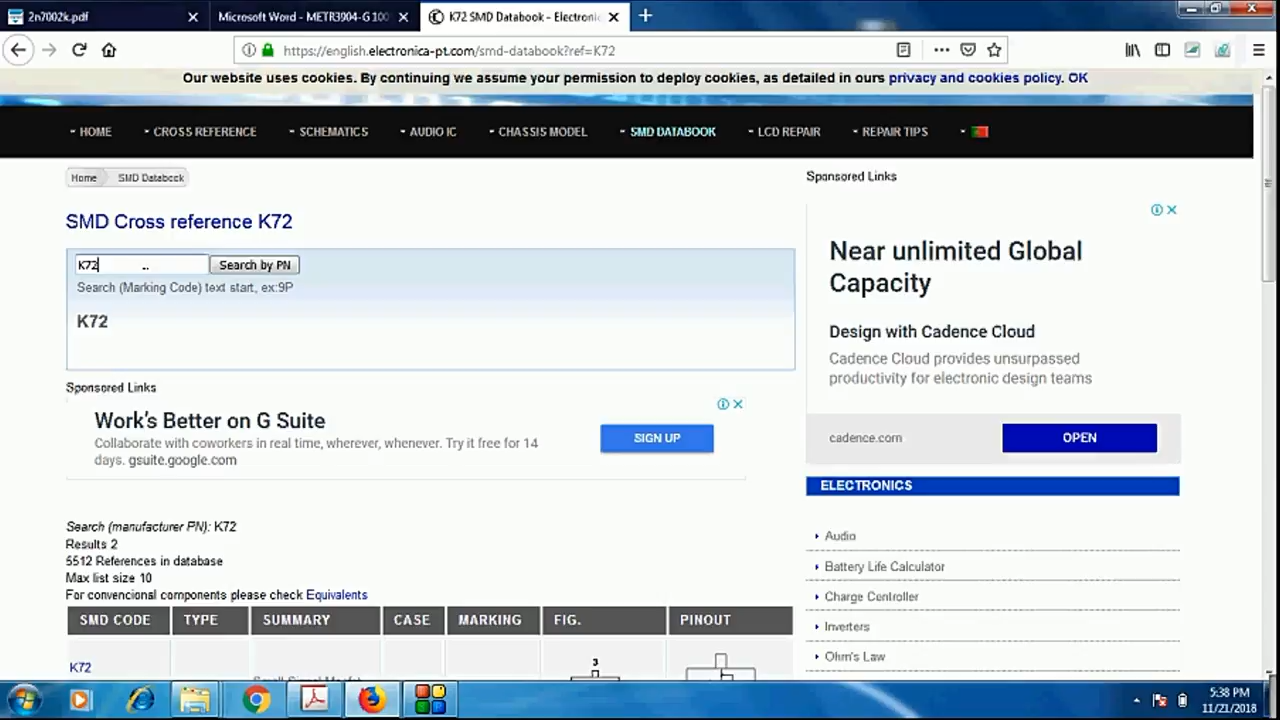 2n7002k.pdf
Microsoft Word - METR3904-G 100
K72 SMD Databook - Electronic
https://english.electronica-pt.com/smd-databook?ref=K72
Our website uses cookies. By continuing we assume your permission to deploy cookies, as detailed in ours privacy and cookies policy. OK
HOME
CROSS REFERENCE
SCHEMATICS
AUDIO IC
CHASSIS MODEL
SMD DATABOOK
LCD REPAIR
REPAIR TIPS
Home
SMD Databook
SMD Cross reference K72
K72 ..
Search by PN
Search (Marking Code) text start, ex:9P
K72
Sponsored Links
Work's Better on G Suite
Collaborate with coworkers in real time, wherever, whenever. Try it free for 14
days. gsuite.google.com
SIGN UP
Search (manufacturer PN): K72
Results 2
5512 References in database
Max list size 10
For convencional components please check Equivalents
SMD CODE TYPE SUMMARY CASE MARKING FIG. PINOUT
K72
3
Sponsored Links
Near unlimited Global
Capacity
Design with Cadence Cloud
Cadence Cloud provides unsurpassed
productivity for electronic design teams
cadence.com
OPEN
ELECTRONICS
Audio
Battery Life Calculator
Charge Controller
Inverters
Ohm's Law
5:38 PM
11/21/2018